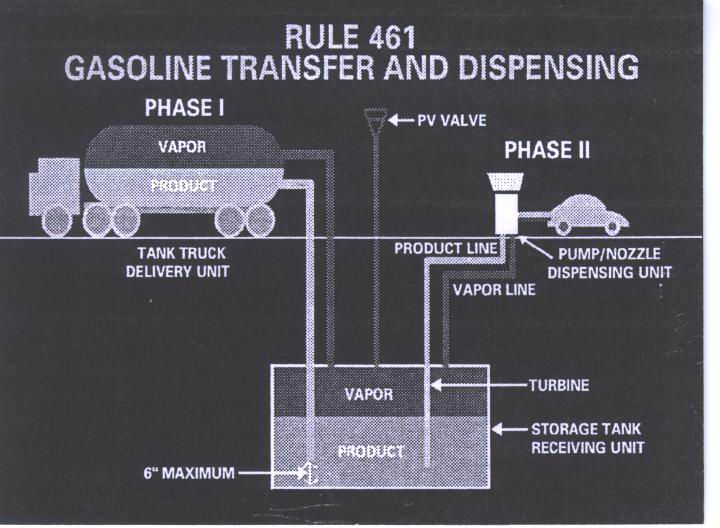 RULE 461
GASOLINE TRANSFER AND DISPENSING
PHASE I
VAPOR
PRODUCT
TANK TRUCK
DELIVERY UNIT
PV VALVE
PHASE II
PRODUCT LINE
PUMP/NOZZLE
DISPENSING UNIT
VAPOR LINE
VAPOR
TURBINE
PRODUCT
STORAGE TANK
RECEIVING UNIT
6" MAXIMUM